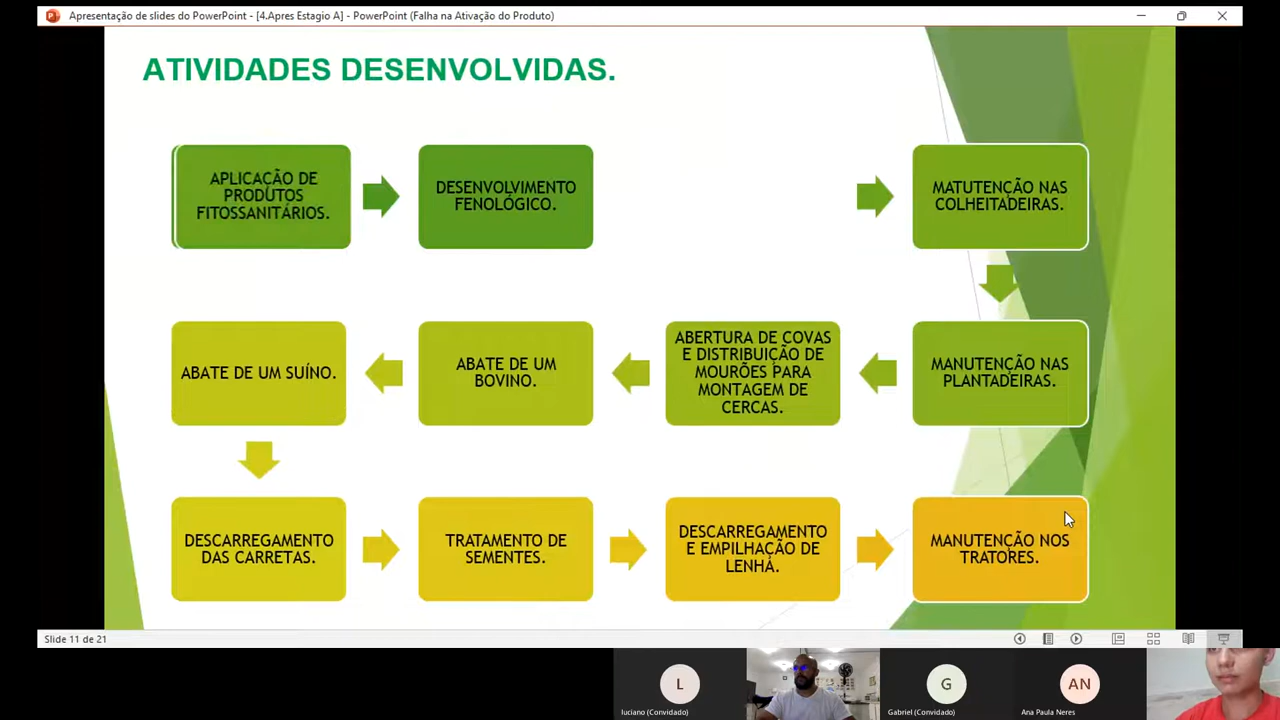 Apresentação de slides do PowerPoint - [4.Apres Estagio A] - PowerPoint (Falha na Ativação do Produto)
ATIVIDADES DESENVOLVIDAS.
APLICACÃO DE
PRODUTOS
FITOSSANITÁRIOS.
DESENVOLVIMENTO
FENOLÓGICO.
MATUTENÇÃO NAS
COLHEITADEIRAS.
ABATE DE UM SUÍNO.
ABATE DE UM
BOVINO.
ABERTURA DE COVAS
E DISTRIBUIÇÃO DE
MOURÕES PARA
MONTAGEM DE
CERCAS.
MANUTENÇÃO NAS
PLANTADEIRAS.
DESCARREGAMENTO
DAS CARRETAS.
TRATAMENTO DE
SEMENTES.
DESCARREGAMENTO
E EMPILHAÇÃO DE
LENHA.
MANUTENÇÃO NOS
TRATORES.
Slide 11 de 21
L
G
AN
luciano (Convidado)
Gabriel (Convidado)
Ana Paula Neres